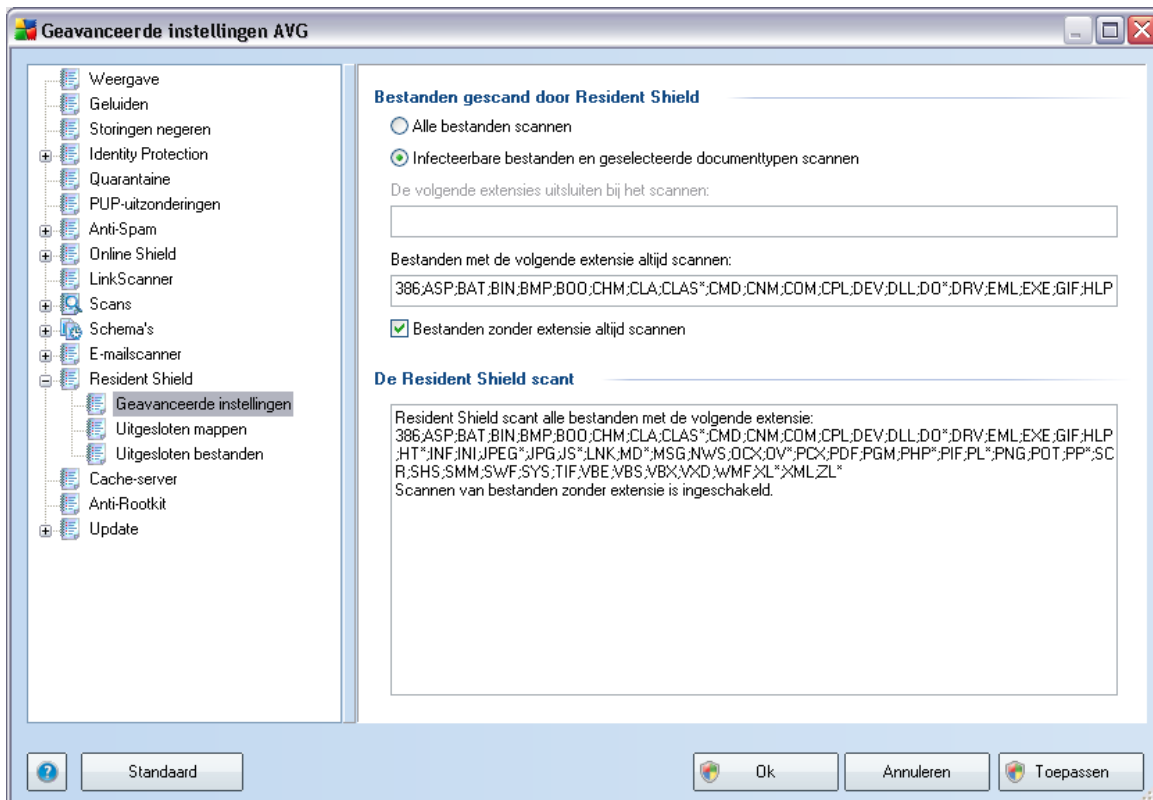 Geavanceerde instellingen AVG
Weergave
Geluiden
Storingen negeren
Identity Protection
Quarantaine
PUP-uitzonderingen
Anti-Spam
Online Shield
LinkScanner
Scans
Schema's
E-mailscanner
Resident Shield
Geavanceerde instellingen
Uitgesloten mappen
Uitgesloten bestanden
Cache-server
Anti-Rootkit
Update
Bestanden gescand door Resident Shield
Alle bestanden scannen
Infecteerbare bestanden en geselecteerde documenttypen scannen
De volgende extensies uitsluiten bij het scannen:
Bestanden met de volgende extensie altijd scannen:
386;ASP;BAT;BIN;BMP;BOO;CHM;CLA;CLAS*;CMD;CNM;COM;CPL;DEV;DLL;DO*;DRV;EML;EXE;GIF;HLP
Bestanden zonder extensie altijd scannen
De Resident Shield scant
Resident Shield scant alle bestanden met de volgende extensie:
386;ASP;BAT;BIN;BMP;BOO;CHM;CLA;CLAS*;CMD;CNM;COM;CPL;DEV;DLL;DO*;DRV;EML;EXE;GIF;HLP
;HT*;INF;INI;JPEG*;JPG;JS*;LNK;MD*;MSG;NWS;OCX;OV*;PCX;PDF;PGM;PHP*;PIF;PL*;PNG;POT;PP*;SC
R;SHS;SMM;SWF;SYS;TIF;VBE;VBS;VBX;VXD;WMF;XL*;XML;ZL*
Scannen van bestanden zonder extensie is ingeschakeld.
Standaard
Ok
Annuleren
Toepassen